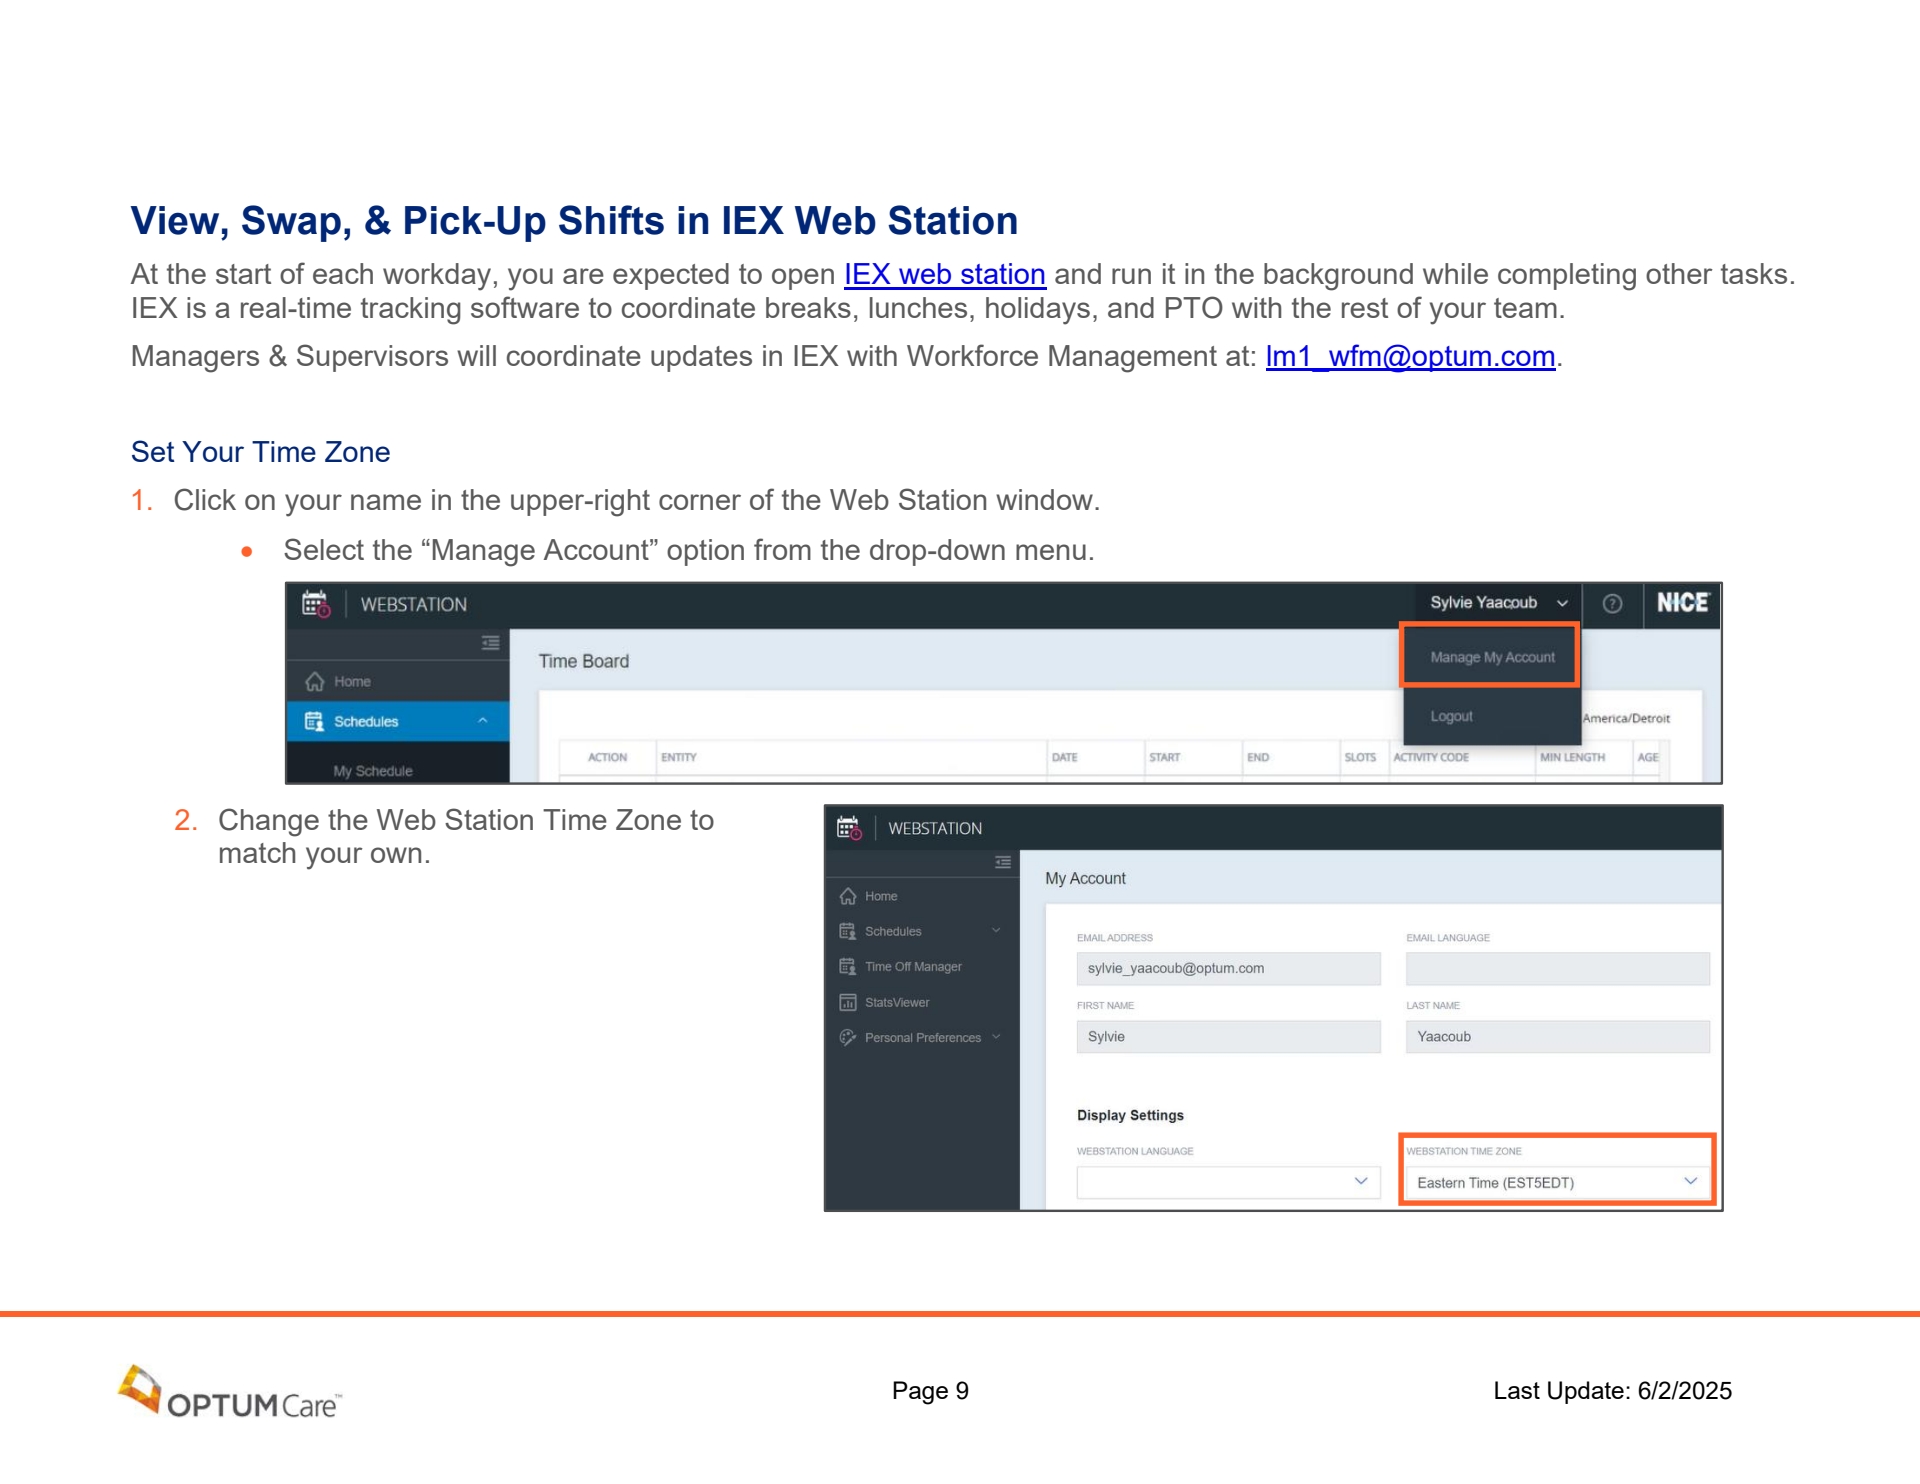 View, Swap, & Pick-Up Shifts in IEX Web Station
At the start of each workday, you are expected to open IEX web station and run it in the background while completing other tasks.
IEX is a real-time tracking software to coordinate breaks, lunches, holidays, and PTO with the rest of your team.
Managers & Supervisors will coordinate updates in IEX with Workforce Management at: lm1_wfm@optum.com.
Set Your Time Zone
1. Click on your name in the upper-right corner of the Web Station window.
• Select the “Manage Account” option from the drop-down menu.
WEBSTATION
Sylvie Yaacoub
?
NICE
Home
Schedules
My Schedule
Time Board
Manage My Account
Logout
America/Detroit
ACTION ENTITY DATE START END SLOTS ACTIVITY CODE MIN LENGTH AGE
2. Change the Web Station Time Zone to
match your own.
WEBSTATION
Home
Schedules
Time Off Manager
StatsViewer
Personal Preferences
My Account
EMAIL ADDRESS EMAIL LANGUAGE
sylvie_yaacoub@optum.com
FIRST NAME LAST NAME
Sylvie Yaacoub
Display Settings
WEBSTATION LANGUAGE WEBSTATION TIME ZONE
Eastern Time (EST5EDT)
OPTUMCare™
Page 9
Last Update: 6/2/2025